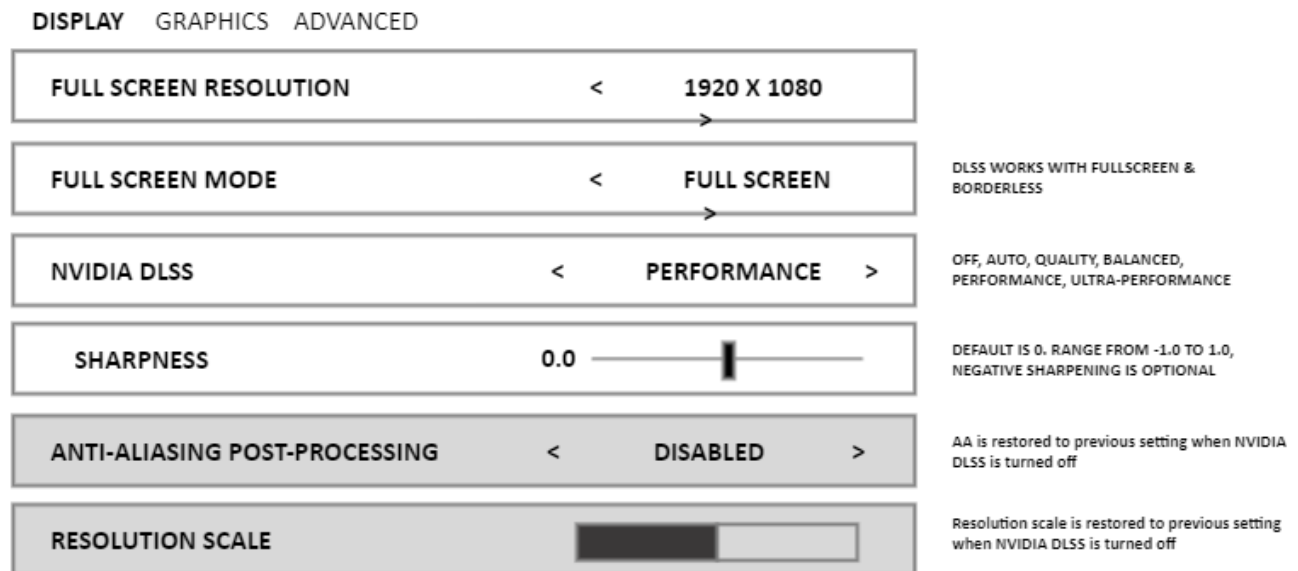 DISPLAY GRAPHICS ADVANCED
FULL SCREEN RESOLUTION < 1920 X 1080
>
FULL SCREEN MODE < FULL SCREEN
>
DLSS WORKS WITH FULLSCREEN &
BORDERLESS
NVIDIA DLSS < PERFORMANCE >
OFF, AUTO, QUALITY, BALANCED,
PERFORMANCE, ULTRA-PERFORMANCE
SHARPNESS 0.0
DEFAULT IS 0. RANGE FROM -1.0 TO 1.0,
NEGATIVE SHARPENING IS OPTIONAL
ANTI-ALIASING POST-PROCESSING < DISABLED >
AA is restored to previous setting when NVIDIA
DLSS is turned off
RESOLUTION SCALE
Resolution scale is restored to previous setting
when NVIDIA DLSS is turned off